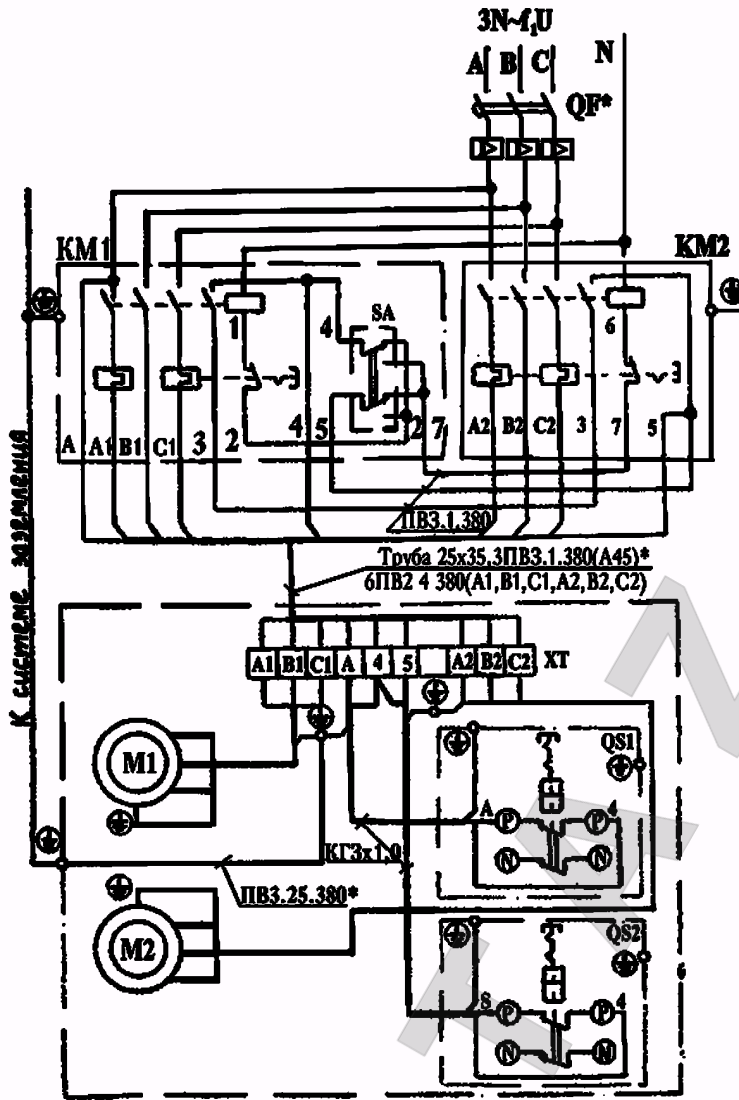 3N~f₁U
A B C N
QF*
КМ1
КМ2
SA
1
4
6
A A1 B1 C1 3 2 4 5 2 7
A2 B2 C2 3 7 5
ПВ3.1.380
Труба 25х35,3ПВ3.1.380(А45)*
6ПВ2 4 380(А1,В1,С1,А2,В2,С2)
К системе заземления
A1 B1 C1 A 4 5 A2 B2 C2 XT
M1
QS1
A P P 4
N N
КГ3х1,0
ПВ3.25.380*
M2
QS2
S P P 4
N N